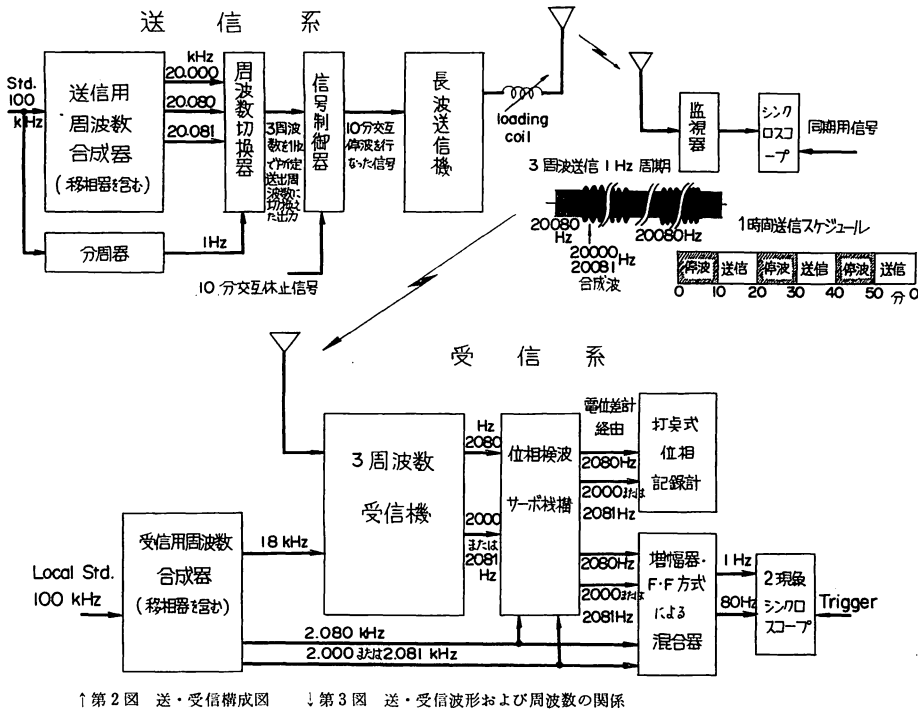 送信系
Std.
100
kHz
送信用
周波数
合成器
(移相器を含む)
kHz
20.000
20.080
20.081
周波数切換器
3周波
数を1Hz
で所定
送出周
波数に
切換えた出力
信号制御器
10分交互
停波を行
なった信号
長波送信機
loading
coil
監視器
シンクロスコープ
同期用信号
分周器
1Hz
10分交互休止信号
3周波送信 1Hz 周期
20080
Hz
20000
20081
Hz
合成波
20080Hz
1時間送信スケジュール
停波 送信 停波 送信 停波 送信
0 10 20 30 40 50 分 0
受信系
3周波数
受信機
Hz
2080
2000
または
2081
Hz
位相検波
サーボ桟構
電位差計
経由
2080Hz
2000または
2081Hz
打点式
位相
記録計
Local Std.
100 kHz
受信用周波数
合成器
(移相器を含む)
18 kHz
2.080 kHz
2.000または2.081 kHz
2080Hz
2000または
2081Hz
増幅器・
F・F方式
による
混合器
1Hz
80Hz
2現象
シンクロ
スコープ
Trigger
↑第2図 送・受信構成図 ↓第3図 送・受信波形および周波数の関係